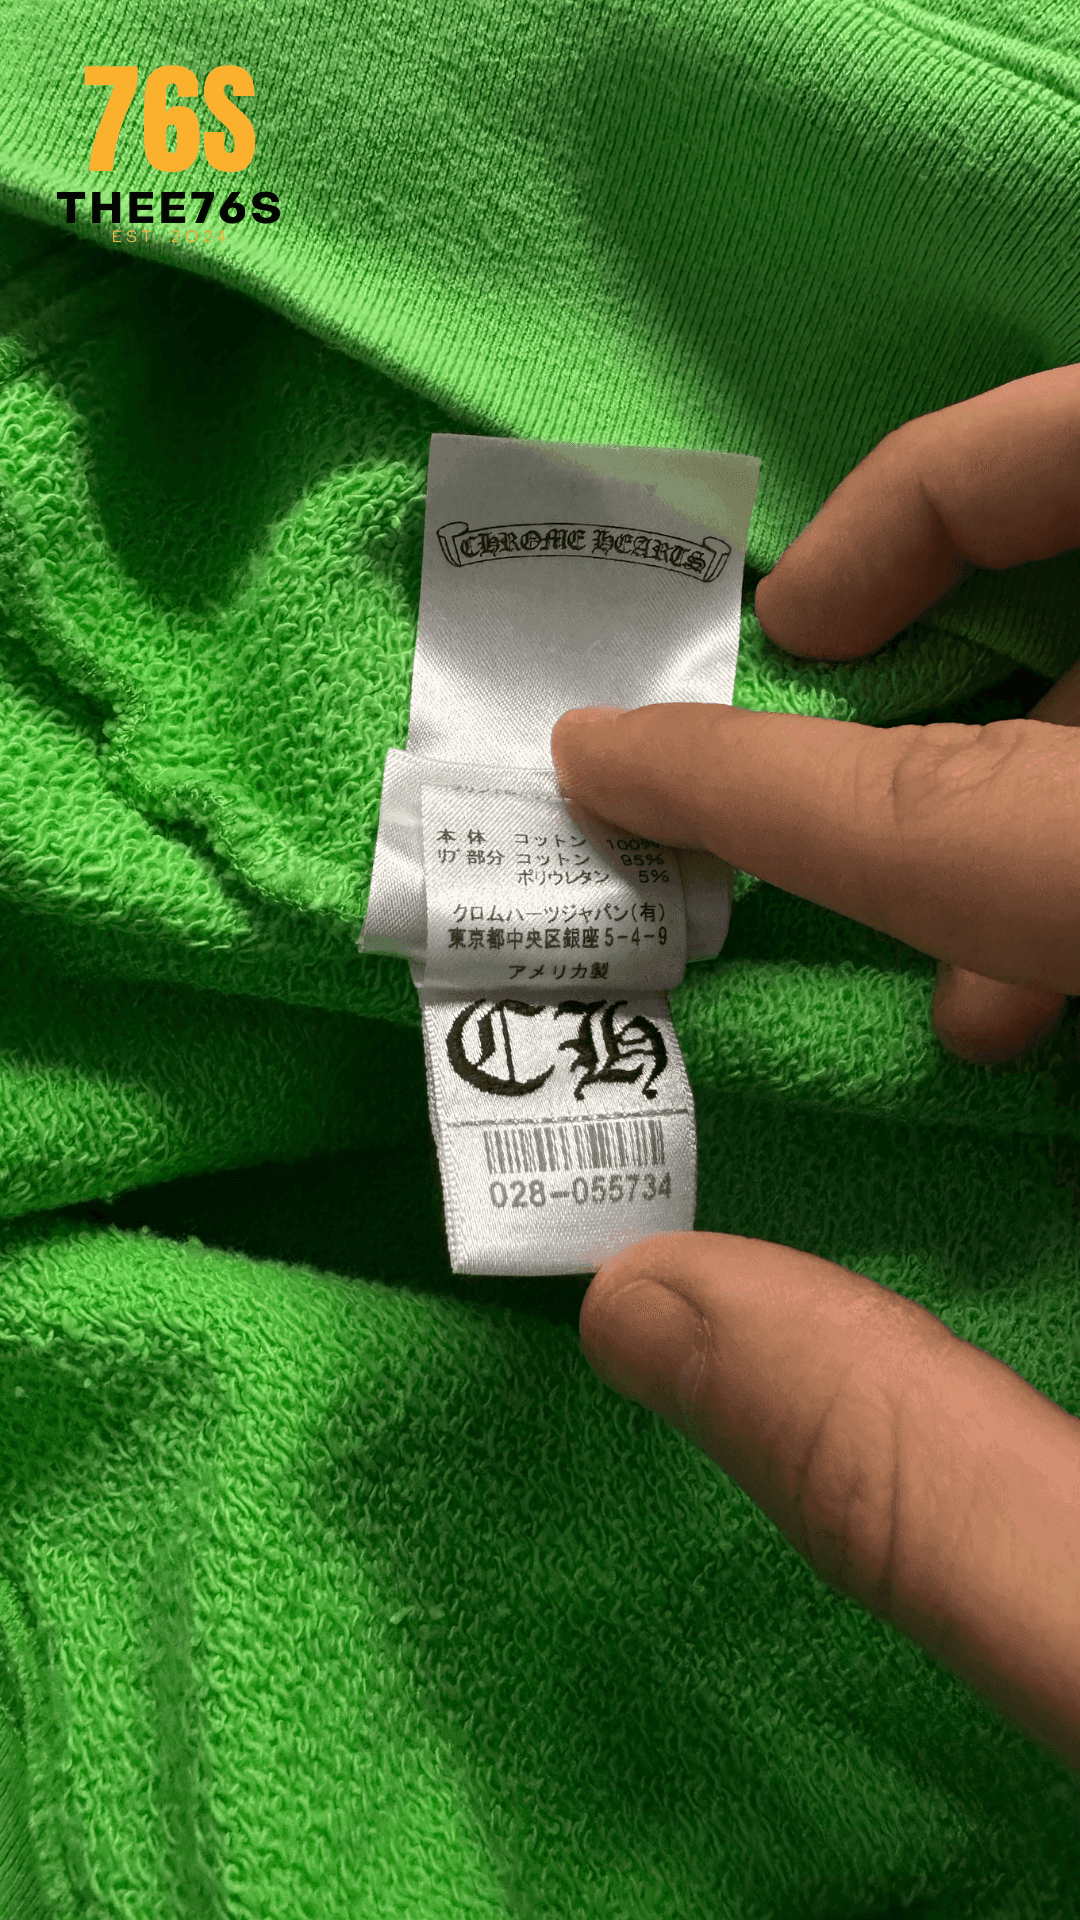 76S
THEE76S
EST. 2024
CHROME HEARTS
本体 コットン 100%
リブ部分 コットン 95%
ポリウレタン 5%
クロムハーツジャパン(有)
東京都中央区銀座5-4-9
アメリカ製
CH
028-055734